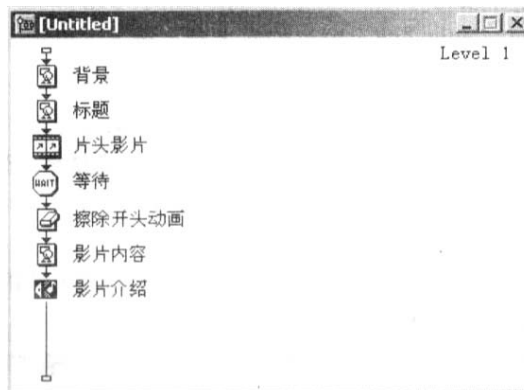 [Untitled]
Level 1
背景
标题
片头影片
WAIT
等待
擦除开头动画
影片内容
影片介绍